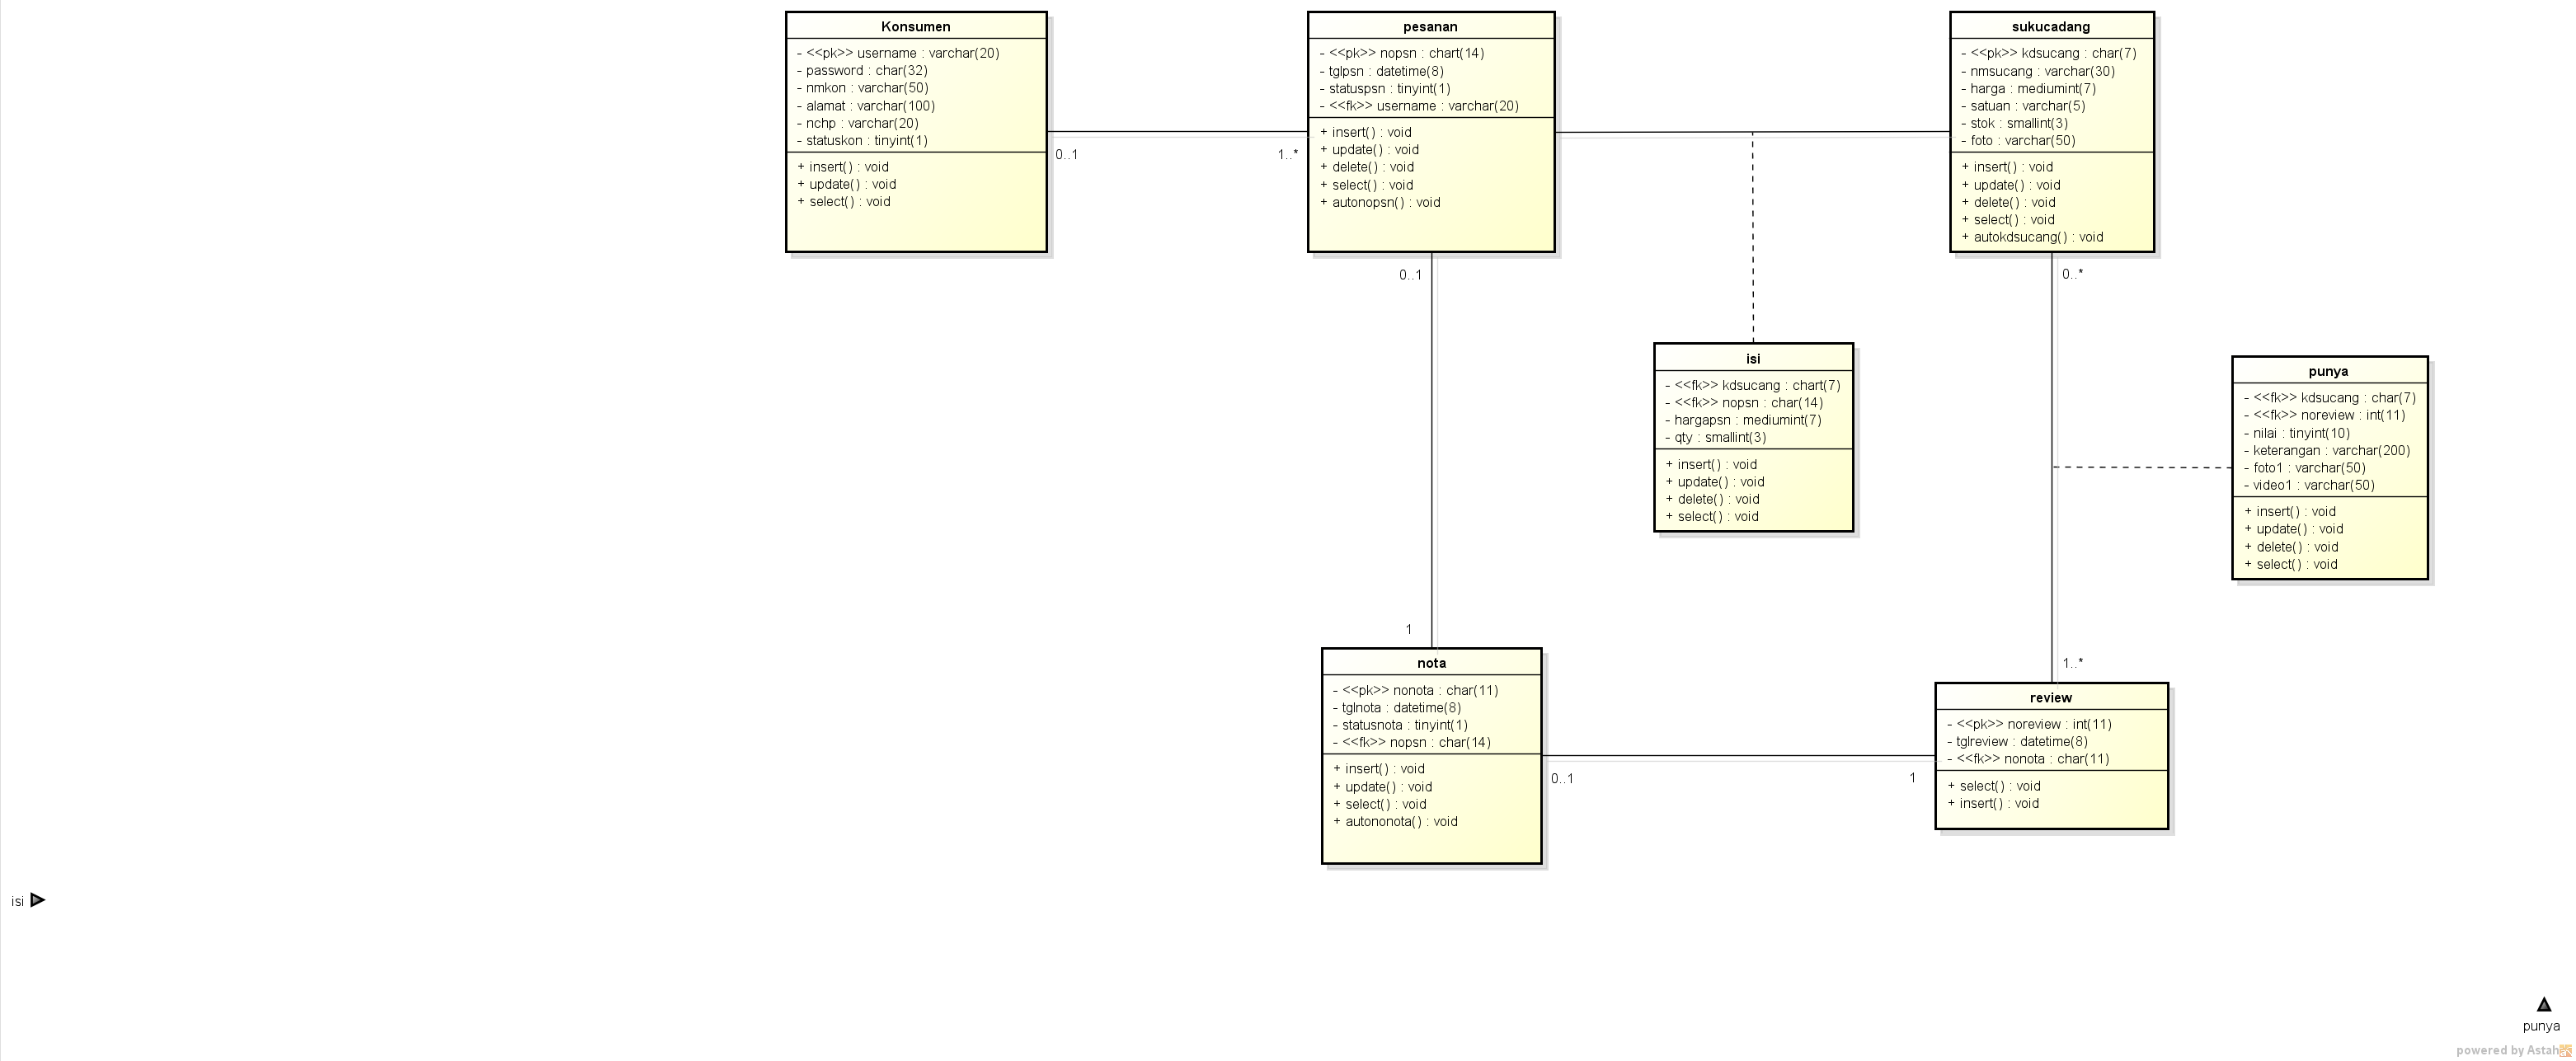 Konsumen
- <<pk>> username : varchar(20)
- password : char(32)
- nmkon : varchar(50)
- alamat : varchar(100)
- nchp : varchar(20)
- statuskon : tinyint(1)
+ insert() : void
+ update() : void
+ select() : void
0..1
1..*
pesanan
- <<pk>> nopsn : chart(14)
- tglpsn : datetime(8)
- statuspsn : tinyint(1)
- <<fk>> username : varchar(20)
+ insert() : void
+ update() : void
+ delete() : void
+ select() : void
+ autonopsn() : void
0..1
1
sukucadang
- <<pk>> kdsucang : char(7)
- nmsucang : varchar(30)
- harga : mediumint(7)
- satuan : varchar(5)
- stok : smallint(3)
- foto : varchar(50)
+ insert() : void
+ update() : void
+ delete() : void
+ select() : void
+ autokdsucang() : void
0..*
1..*
isi
- <<fk>> kdsucang : chart(7)
- <<fk>> nopsn : char(14)
- hargapsn : mediumint(7)
- qty : smallint(3)
+ insert() : void
+ update() : void
+ delete() : void
+ select() : void
punya
- <<fk>> kdsucang : char(7)
- <<fk>> noreview : int(11)
- nilai : tinyint(10)
- keterangan : varchar(200)
- foto1 : varchar(50)
- video1 : varchar(50)
+ insert() : void
+ update() : void
+ delete() : void
+ select() : void
nota
- <<pk>> nonota : char(11)
- tglnota : datetime(8)
- statusnota : tinyint(1)
- <<fk>> nopsn : char(14)
+ insert() : void
+ update() : void
+ select() : void
+ autononota() : void
0..1
1
review
- <<pk>> noreview : int(11)
- tglreview : datetime(8)
- <<fk>> nonota : char(11)
+ select() : void
+ insert() : void
isi
punya
powered by Astah